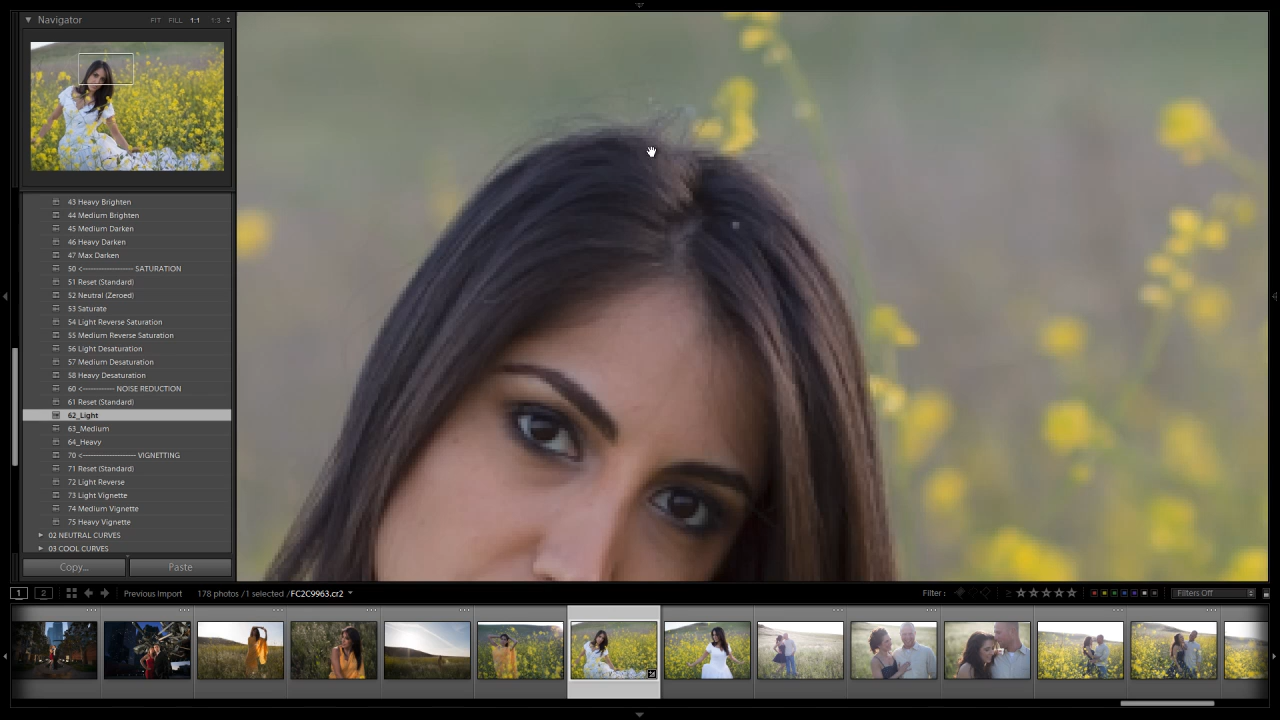 Navigator FIT FILL 1:1 1:3
43 Heavy Brighten
44 Medium Brighten
45 Medium Darken
46 Heavy Darken
47 Max Darken
50 <-------------------- SATURATION
51 Reset (Standard)
52 Neutral (Zeroed)
53 Saturate
54 Light Reverse Saturation
55 Medium Reverse Saturation
56 Light Desaturation
57 Medium Desaturation
58 Heavy Desaturation
60 <------------ NOISE REDUCTION
61 Reset (Standard)
62_Light
63_Medium
64_Heavy
70 <--------------------- VIGNETTING
71 Reset (Standard)
72 Light Reverse
73 Light Vignette
74 Medium Vignette
75 Heavy Vignette
02 NEUTRAL CURVES
03 COOL CURVES
Copy... Paste
1 2 Previous Import 178 photos /1 selected /FC2C9963.cr2 Filter : Filters Off